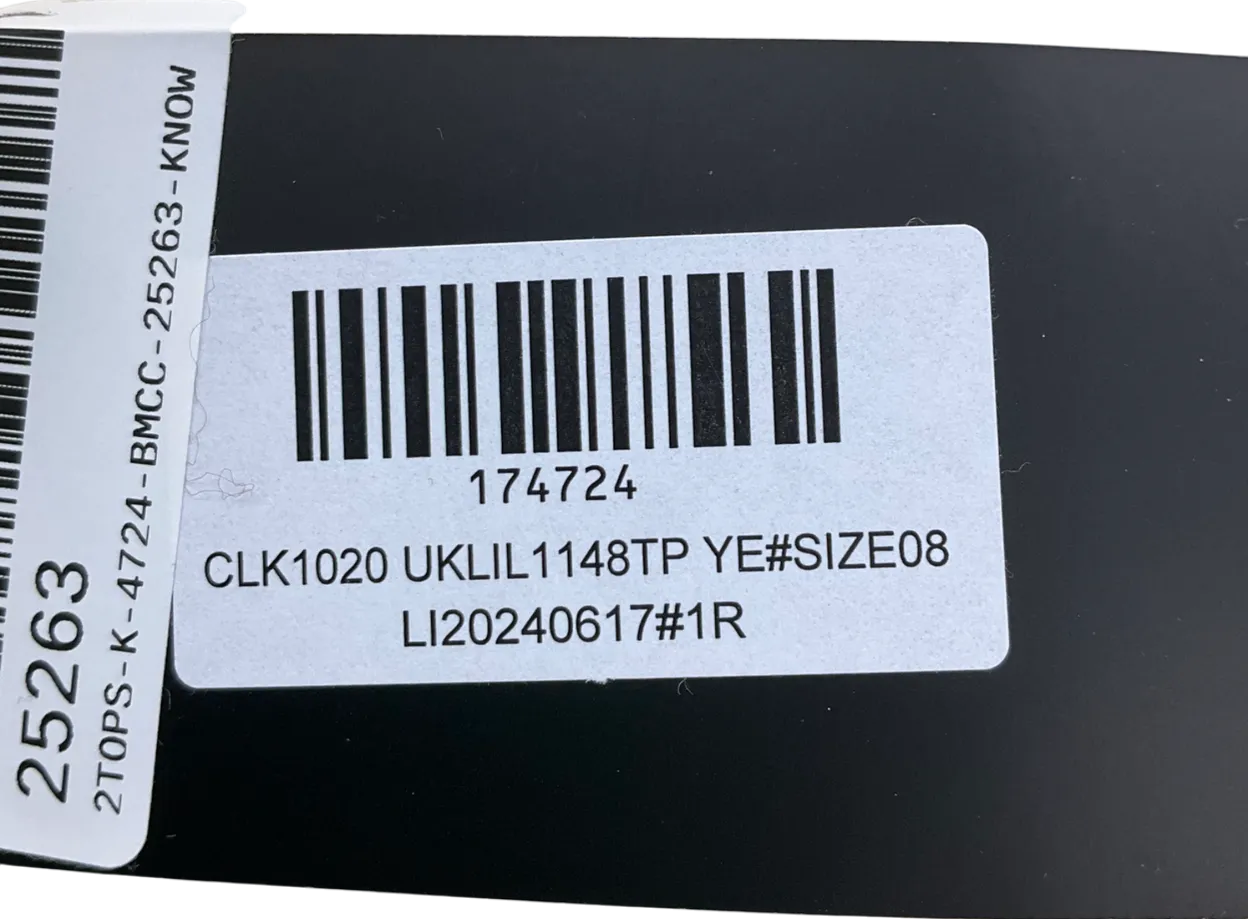 25263
2TOPS-K-4724-BMCC-25263-KNOW
174724
CLK1020 UKLIL1148TP YE#SIZE08
LI20240617#1R